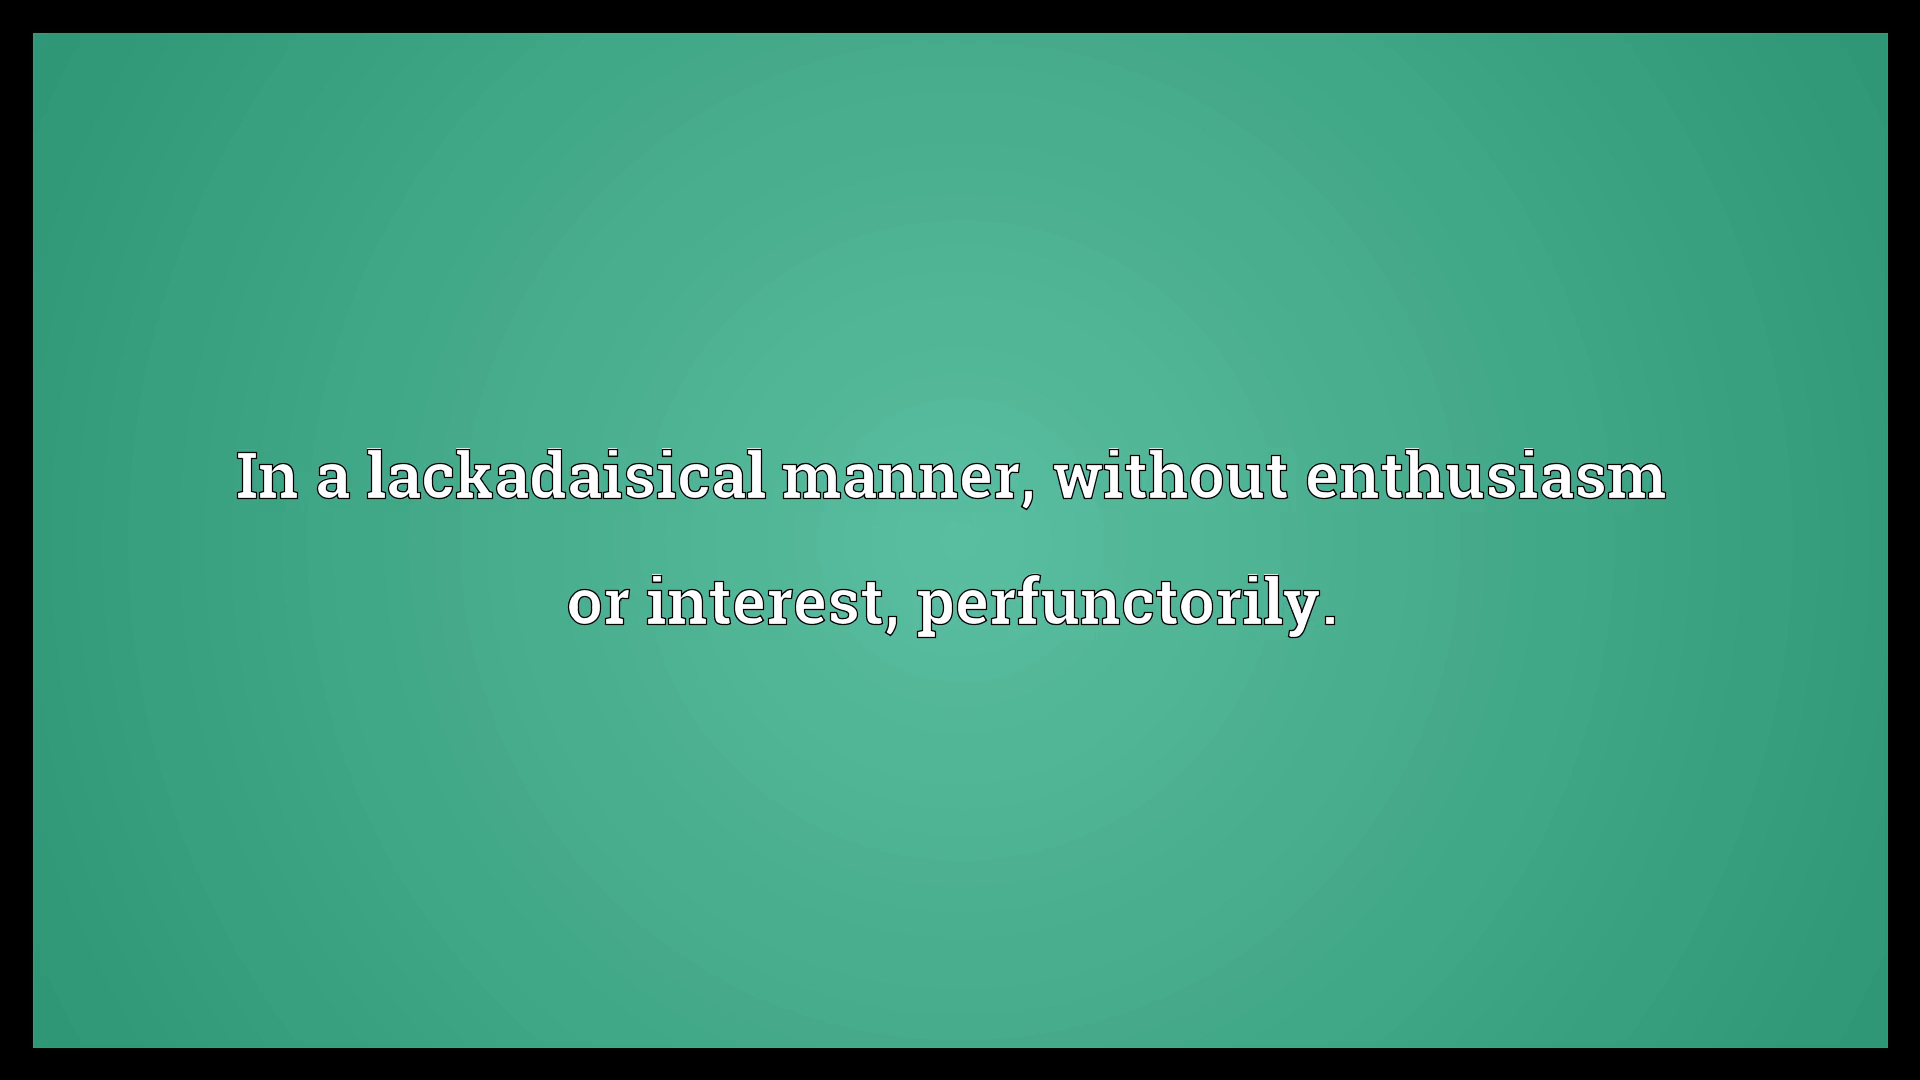 In a lackadaisical manner, without enthusiasm
or interest, perfunctorily.